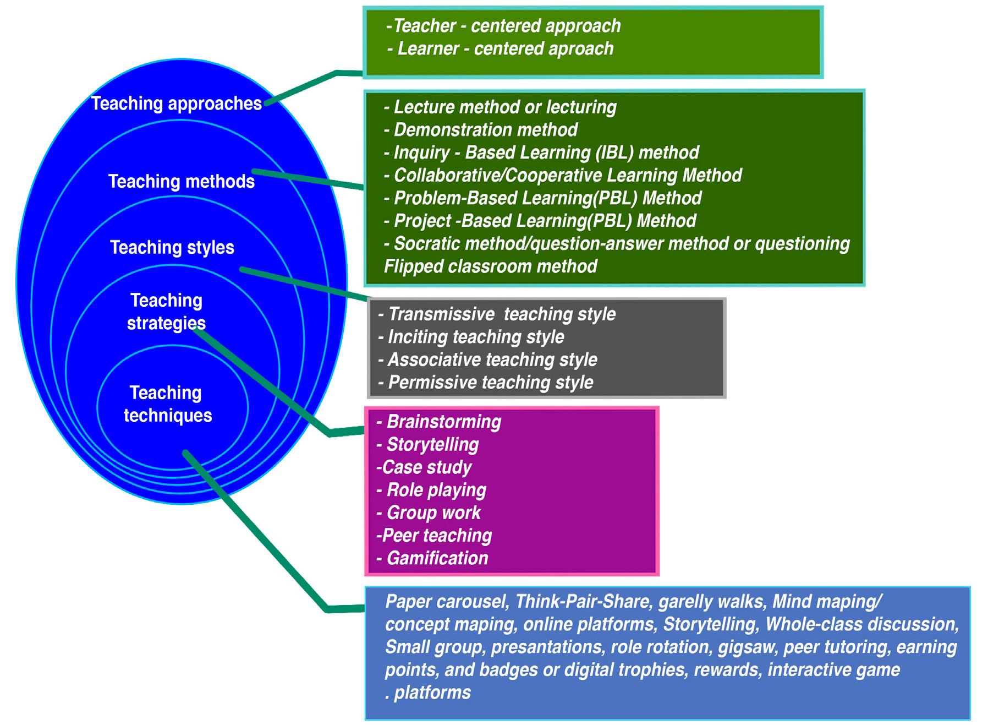 -Teacher - centered approach
- Learner - centered aproach
Teaching approaches
- Lecture method or lecturing
- Demonstration method
- Inquiry - Based Learning (IBL) method
- Collaborative/Cooperative Learning Method
- Problem-Based Learning(PBL) Method
- Project -Based Learning(PBL) Method
- Socratic method/question-answer method or questioning
Flipped classroom method
Teaching methods
Teaching styles
- Transmissive teaching style
- Inciting teaching style
- Associative teaching style
- Permissive teaching style
Teaching
strategies
- Brainstorming
- Storytelling
-Case study
- Role playing
- Group work
-Peer teaching
- Gamification
Teaching
techniques
Paper carousel, Think-Pair-Share, garelly walks, Mind maping/
concept maping, online platforms, Storytelling, Whole-class discussion,
Small group, presantations, role rotation, gigsaw, peer tutoring, earning
points, and badges or digital trophies, rewards, interactive game
. platforms